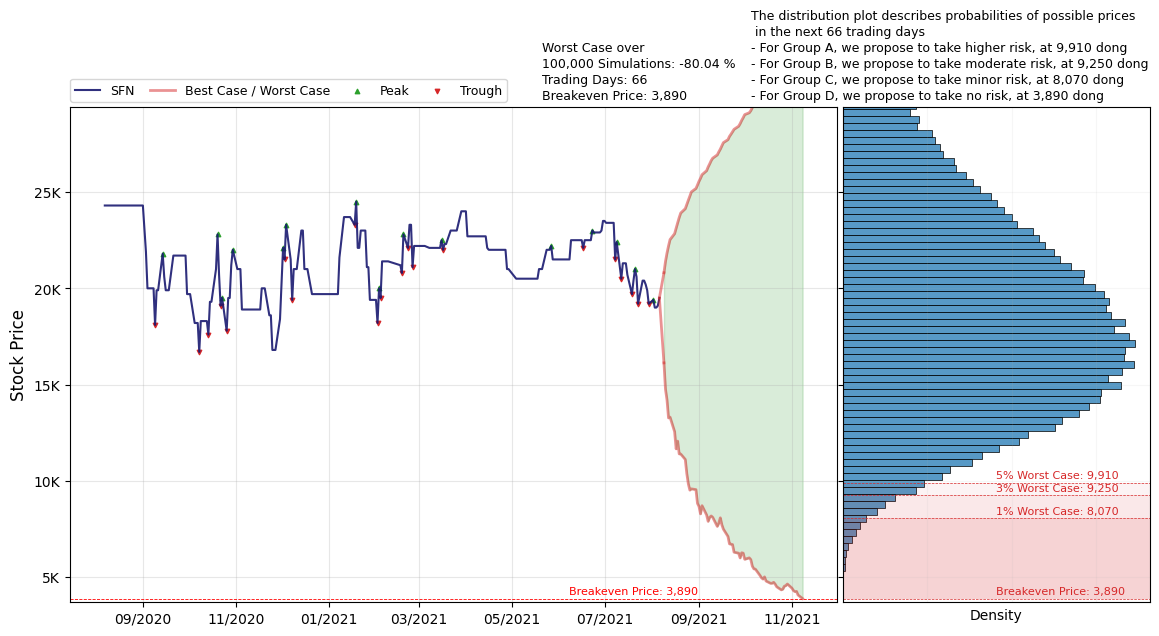 The distribution plot describes probabilities of possible prices
in the next 66 trading days
- For Group A, we propose to take higher risk, at 9,910 dong
- For Group B, we propose to take moderate risk, at 9,250 dong
- For Group C, we propose to take minor risk, at 8,070 dong
- For Group D, we propose to take no risk, at 3,890 dong
Worst Case over
100,000 Simulations: -80.04 %
Trading Days: 66
Breakeven Price: 3,890
SFN
Best Case / Worst Case
Peak
Trough
Stock Price
25K
20K
15K
10K
5K
Breakeven Price: 3,890
09/2020
11/2020
01/2021
03/2021
05/2021
07/2021
09/2021
11/2021
5% Worst Case: 9,910
3% Worst Case: 9,250
1% Worst Case: 8,070
Breakeven Price: 3,890
Density